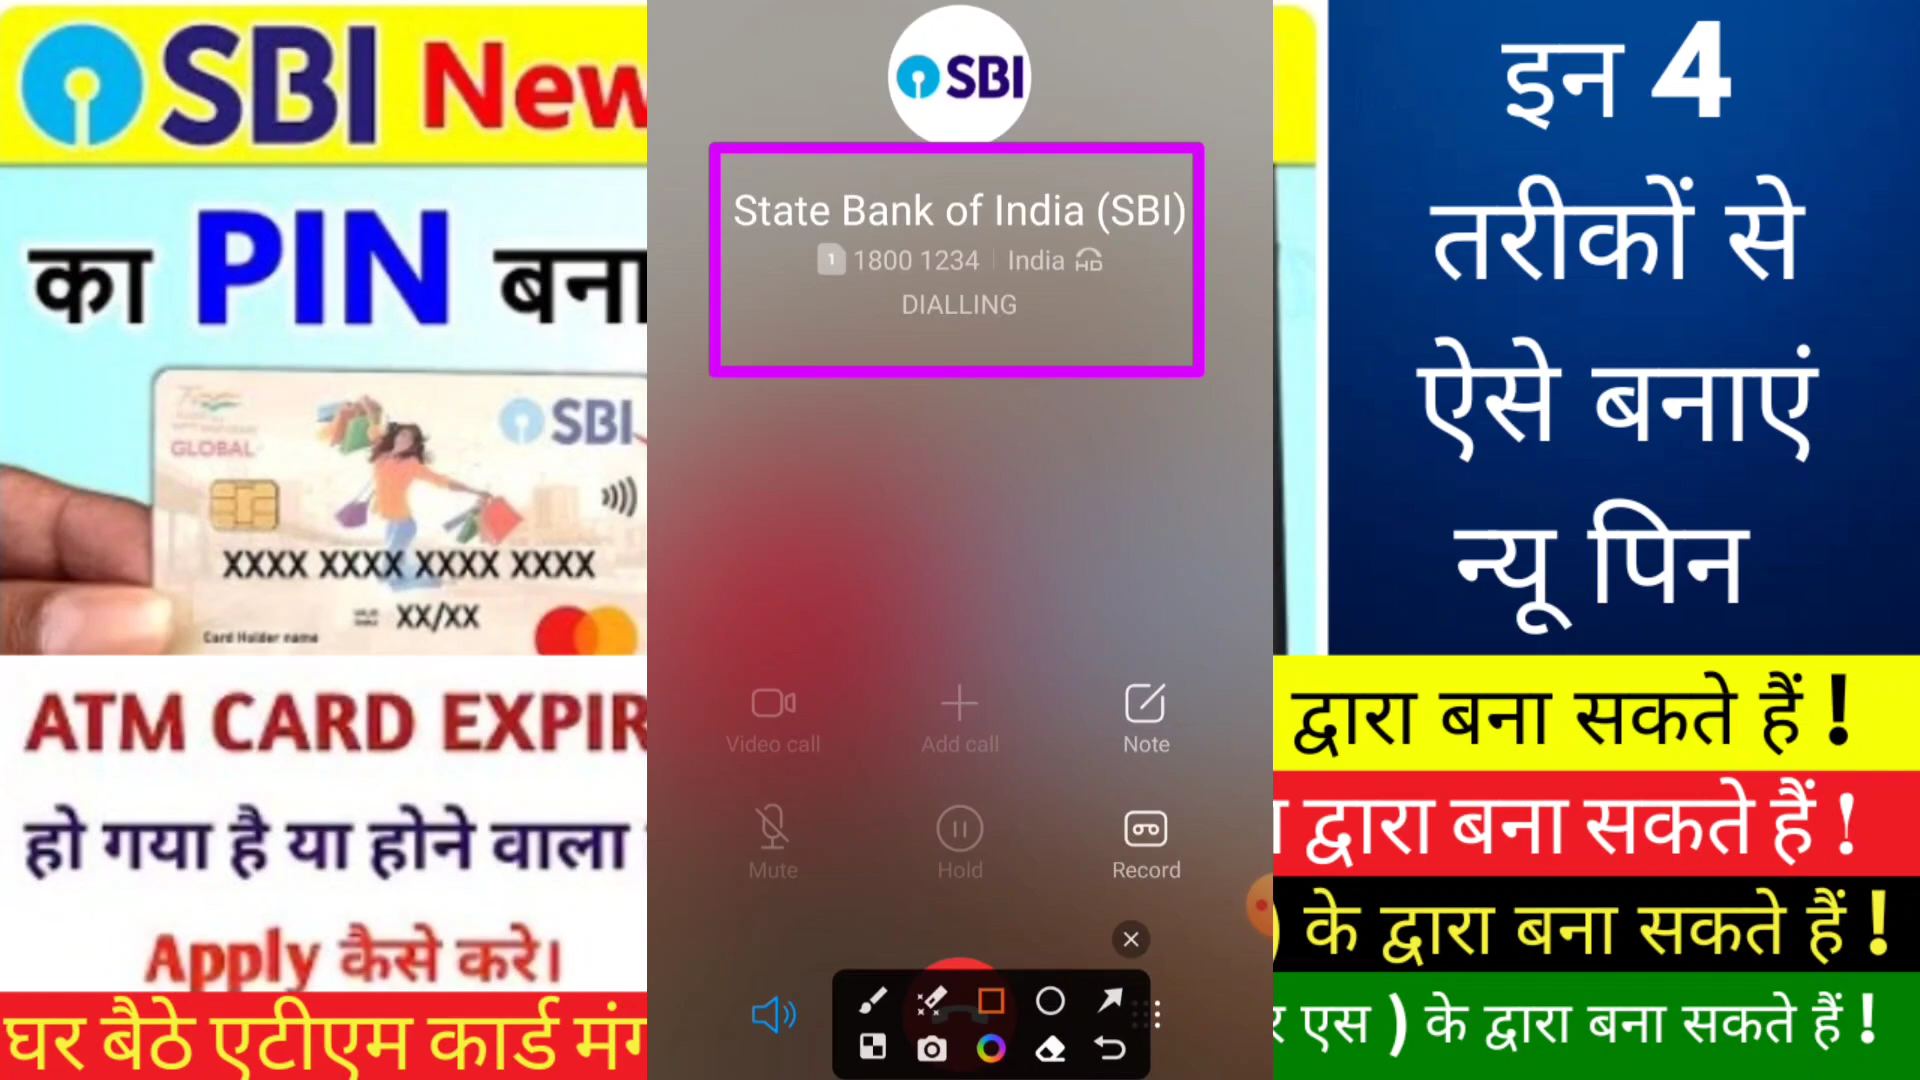 SBI New
का PIN बना
GLOBAL
SBI
XXXX XXXX XXXX XXXX
XX/XX
Card Holder name
ATM CARD EXPIR
हो गया है या होने वाला
Apply कैसे करे।
घर बैठे एटीएम कार्ड मं
SBI
State Bank of India (SBI)
1 1800 1234 India HD
DIALLING
Video call
Add call
Note
Mute
Hold
Record
इन 4
तरीकों से
ऐसे बनाएं
न्यू पिन
द्वारा बना सकते हैं !
द्वारा बना सकते हैं !
) के द्वारा बना सकते हैं !
एस ) के द्वारा बना सकते हैं !